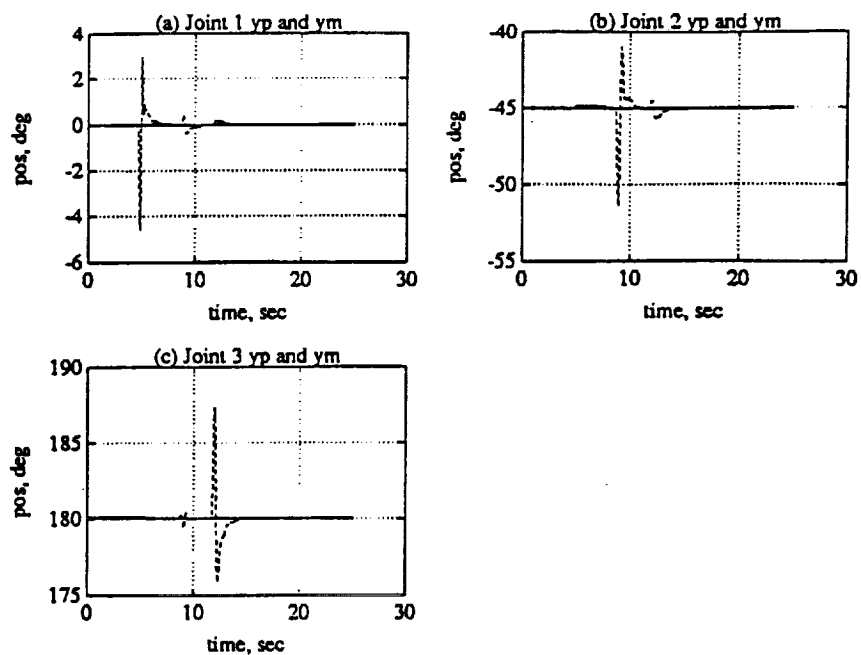 (a) Joint 1 yp and ym
4
2
0
-2
-4
-6
pos, deg
0
10
20
30
time, sec
(b) Joint 2 yp and ym
-40
-45
-50
-55
pos, deg
0
10
20
30
time, sec
(c) Joint 3 yp and ym
190
185
180
175
pos, deg
0
10
20
30
time, sec